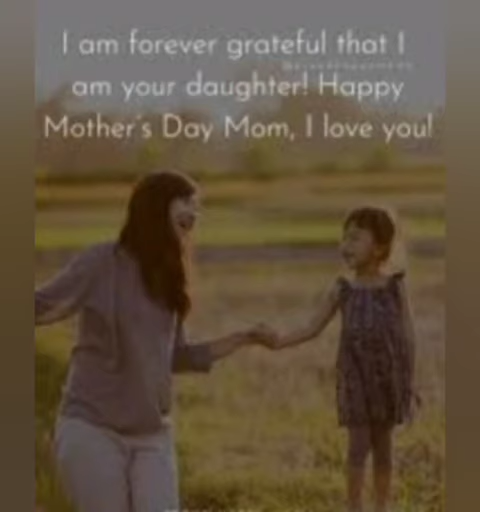 I am forever grateful that I
am your daughter! Happy
Mother's Day Mom, I love you!